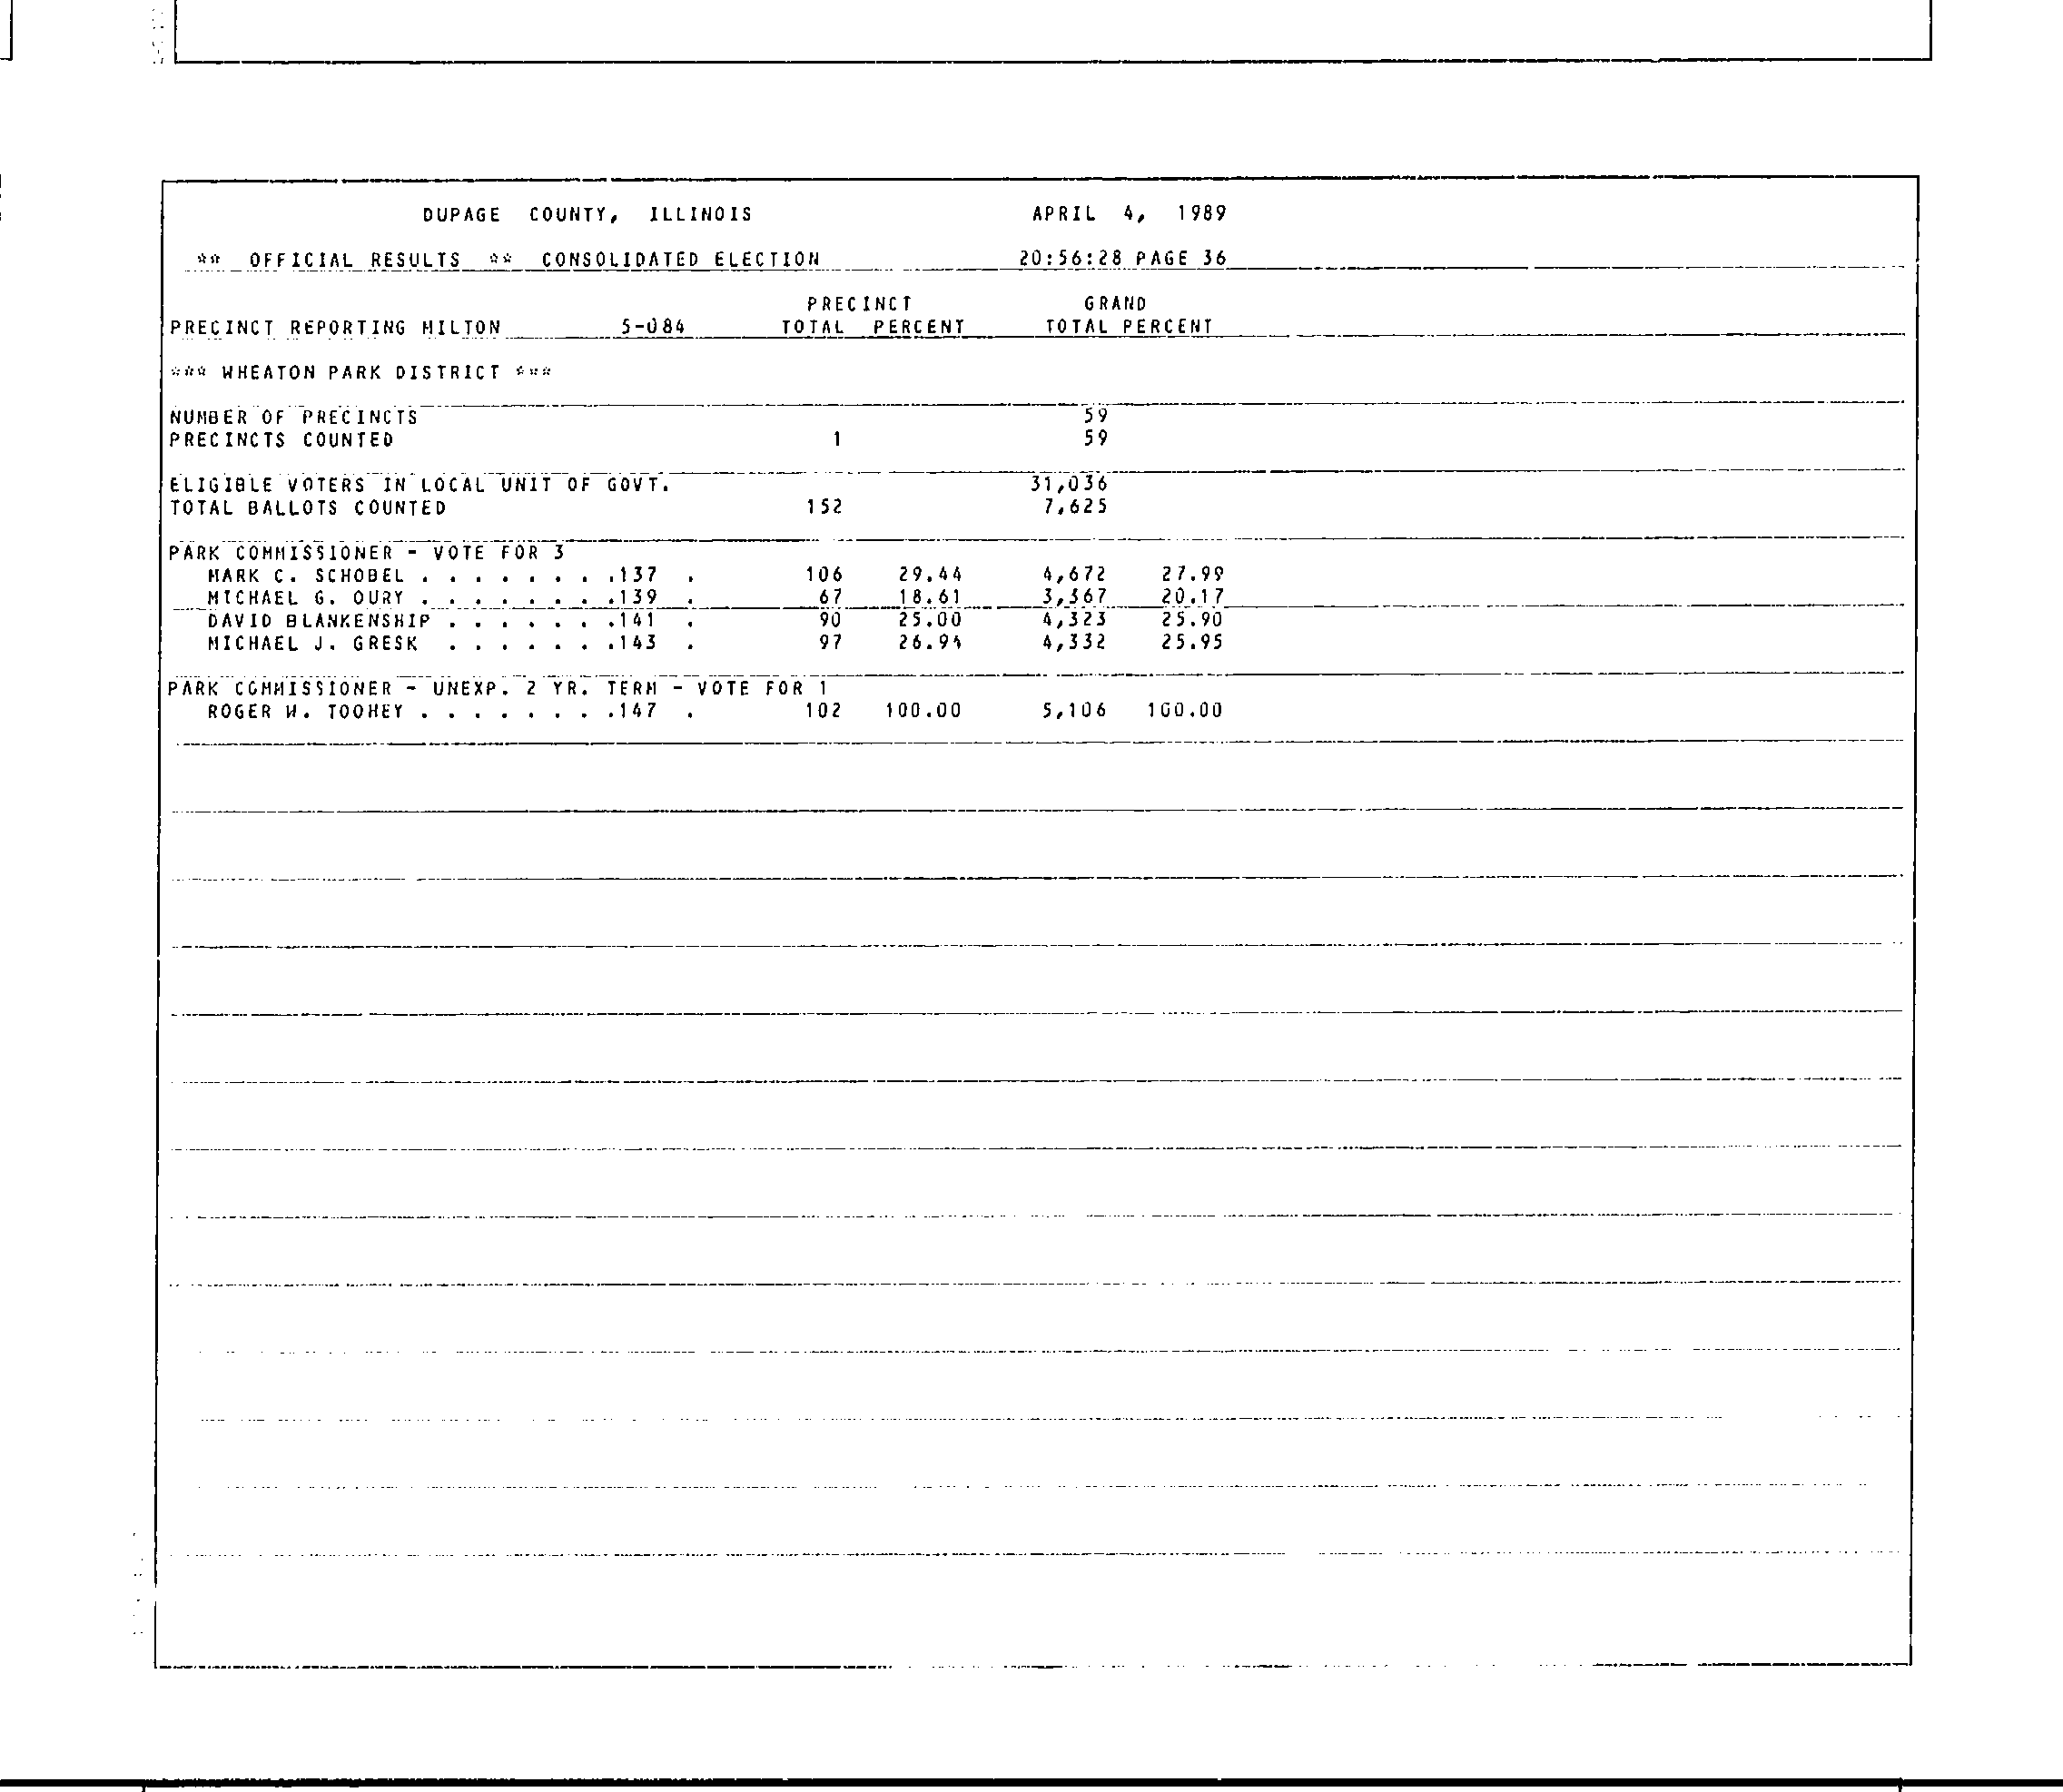 DUPAGE COUNTY, ILLINOIS APRIL 4, 1989
** OFFICIAL RESULTS ** CONSOLIDATED ELECTION 20:56:28 PAGE 36
PRECINCT GRAND
PRECINCT REPORTING MILTON 5-084 TOTAL PERCENT TOTAL PERCENT
*** WHEATON PARK DISTRICT ***
NUMBER OF PRECINCTS 59
PRECINCTS COUNTED 1 59
ELIGIBLE VOTERS IN LOCAL UNIT OF GOVT. 31,036
TOTAL BALLOTS COUNTED 152 7,625
PARK COMMISSIONER - VOTE FOR 3
MARK C. SCHOBEL . . . . . . . .137 . 106 29.44 4,672 27.99
MICHAEL G. OURY . . . . . . . .139 . 67 18.61 3,367 20.17
DAVID BLANKENSHIP . . . . . . .141 . 90 25.00 4,323 25.90
MICHAEL J. GRESK . . . . . . .143 . 97 26.94 4,332 25.95
PARK COMMISSIONER - UNEXP. 2 YR. TERM - VOTE FOR 1
ROGER W. TOOHEY . . . . . . . .147 . 102 100.00 5,106 100.00